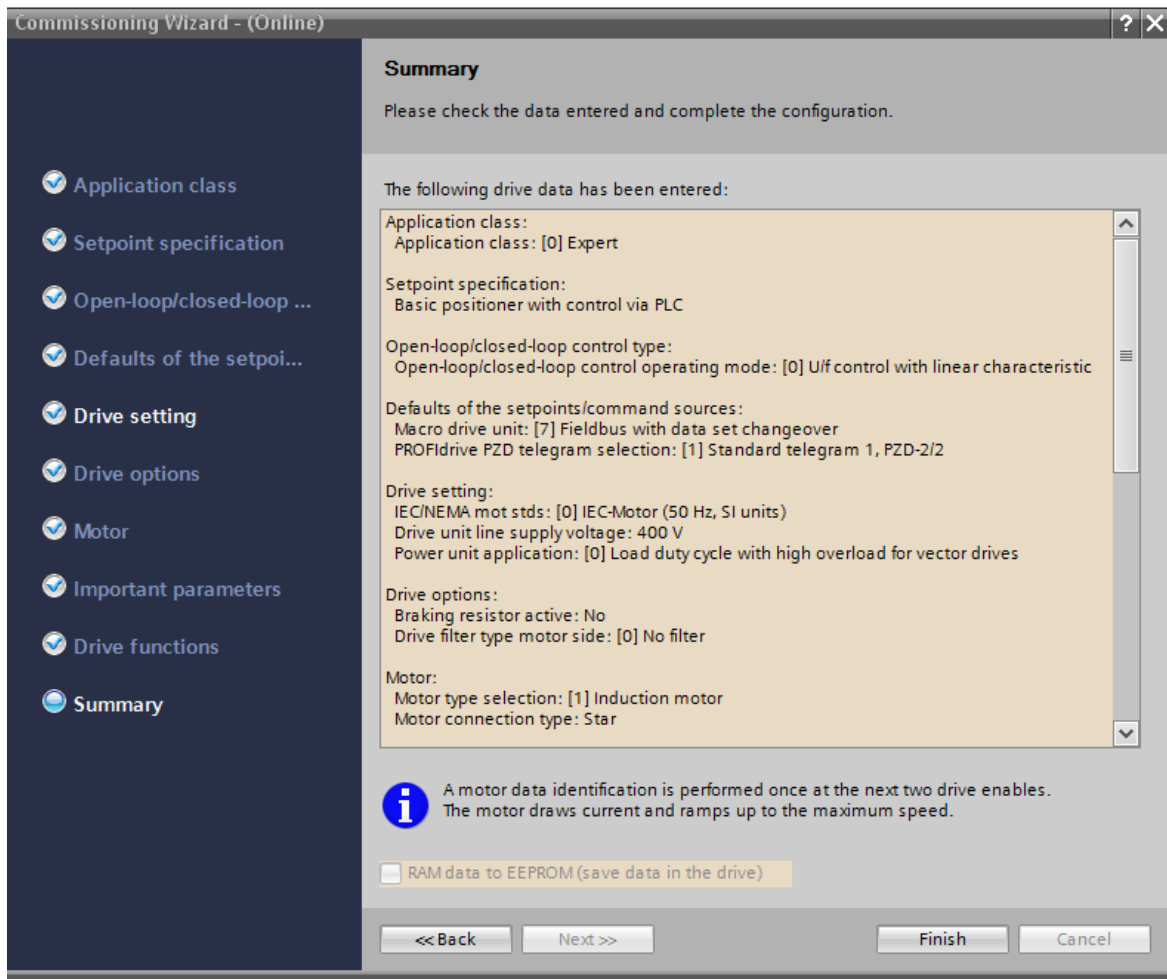 Commissioning Wizard - (Online)
? X
Summary
Please check the data entered and complete the configuration.
Application class
Setpoint specification
Open-loop/closed-loop ...
Defaults of the setpoi...
Drive setting
Drive options
Motor
Important parameters
Drive functions
Summary
The following drive data has been entered:
Application class:
Application class: [0] Expert
Setpoint specification:
Basic positioner with control via PLC
Open-loop/closed-loop control type:
Open-loop/closed-loop control operating mode: [0] U/f control with linear characteristic
Defaults of the setpoints/command sources:
Macro drive unit: [7] Fieldbus with data set changeover
PROFIdrive PZD telegram selection: [1] Standard telegram 1, PZD-2/2
Drive setting:
IEC/NEMA mot stds: [0] IEC-Motor (50 Hz, SI units)
Drive unit line supply voltage: 400 V
Power unit application: [0] Load duty cycle with high overload for vector drives
Drive options:
Braking resistor active: No
Drive filter type motor side: [0] No filter
Motor:
Motor type selection: [1] Induction motor
Motor connection type: Star
A motor data identification is performed once at the next two drive enables.
The motor draws current and ramps up to the maximum speed.
RAM data to EEPROM (save data in the drive)
<< Back
Next >>
Finish
Cancel